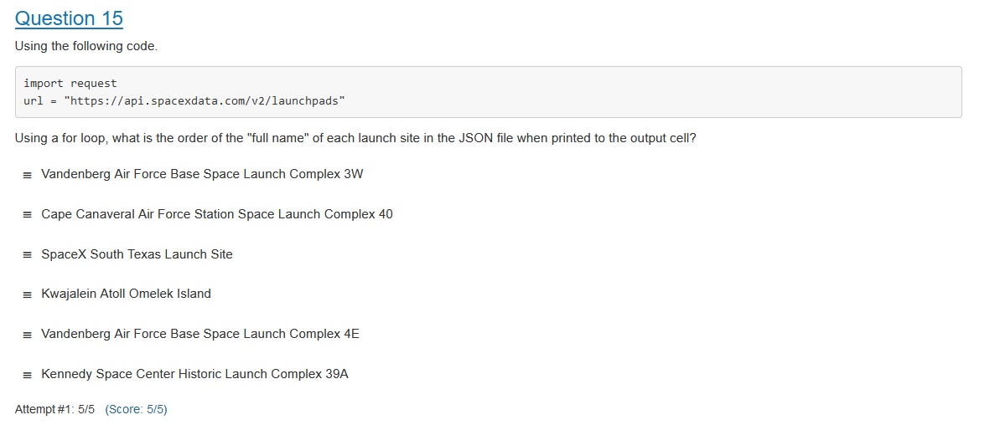 Question 15
Using the following code.
import request
url = "https://api.spacexdata.com/v2/launchpads"
Using a for loop, what is the order of the "full name" of each launch site in the JSON file when printed to the output cell?
Vandenberg Air Force Base Space Launch Complex 3W
Cape Canaveral Air Force Station Space Launch Complex 40
SpaceX South Texas Launch Site
Kwajalein Atoll Omelek Island
Vandenberg Air Force Base Space Launch Complex 4E
Kennedy Space Center Historic Launch Complex 39A
Attempt #1: 5/5 (Score: 5/5)